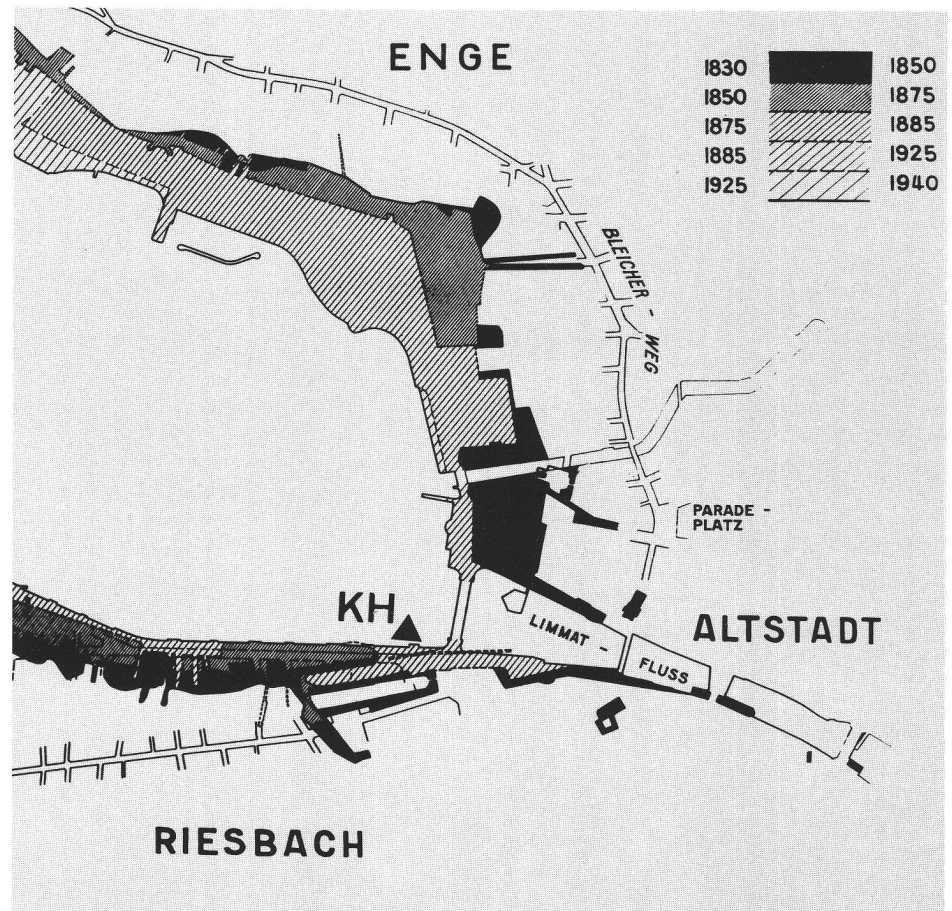 ENGE
1830 1850
1850 1875
1875 1885
1885 1925
1925 1940
BLEICHER -
WEG
PARADE -
PLATZ
KH
LIMMAT -
FLUSS
ALTSTADT
RIESBACH